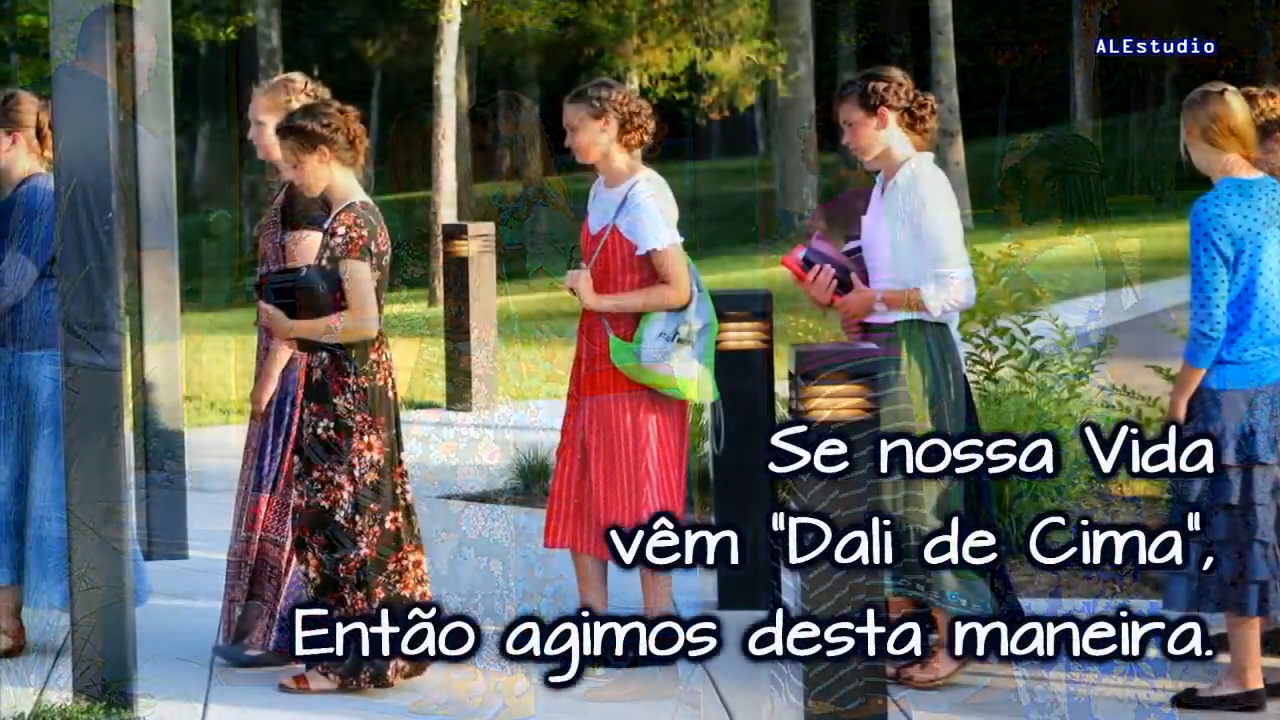 ALEstudio
Se nossa Vida
vêm "Dali de Cima",
Então agimos desta maneira.